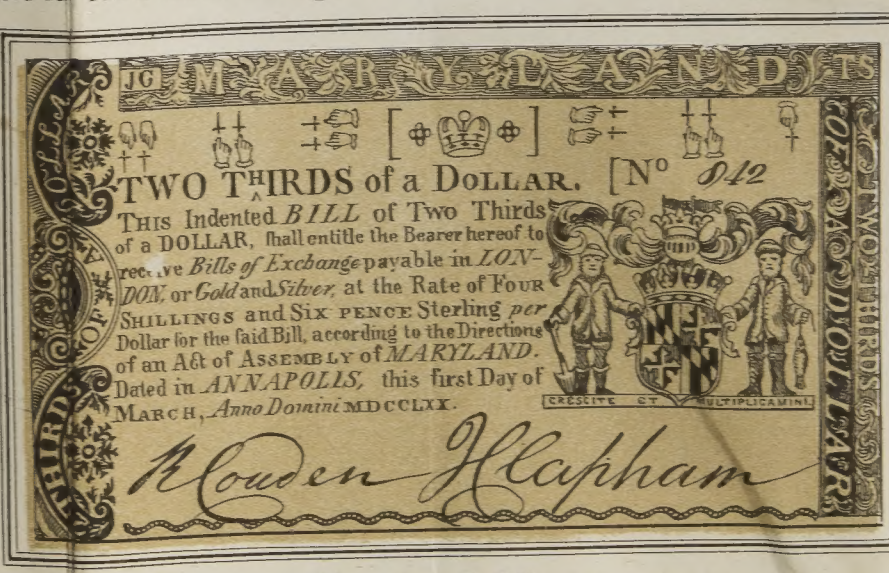 JG MARYLAND TS
TWO THIRDS of a DOLLAR. [No 842
THIS Indented BILL of Two Thirds
of a DOLLAR, ſhall entitle the Bearer hereof to
Bills of Exchange payable in LON-
DON, or Gold and Silver, at the Rate of FOUR
SHILLINGS and SIX PENCE Sterling per
Dollar for the ſaid Bill, according to the Directions
of an Act of ASSEMBLY of MARYLAND.
Dated in ANNAPOLIS, this firſt Day of
MARCH, Anno Domini MDCCLXX.
CRESCITE ET MULTIPLICAMINI
R Couden J Clapham
THIRDS OF A DOLLAR
OF A DOLLAR
TWO THIRDS